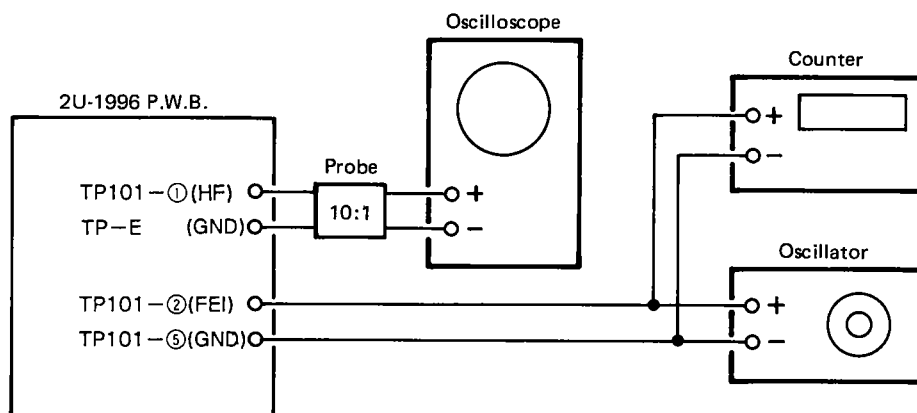 Oscilloscope
Counter
2U-1996 P.W.B.
+
−
Probe
10:1
TP101−①(HF)
TP−E (GND)
+
−
Oscillator
TP101−②(FEI)
TP101−⑤(GND)
+
−